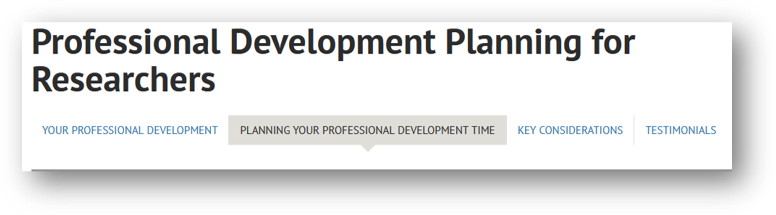 Professional Development Planning for
Researchers
YOUR PROFESSIONAL DEVELOPMENT PLANNING YOUR PROFESSIONAL DEVELOPMENT TIME KEY CONSIDERATIONS TESTIMONIALS